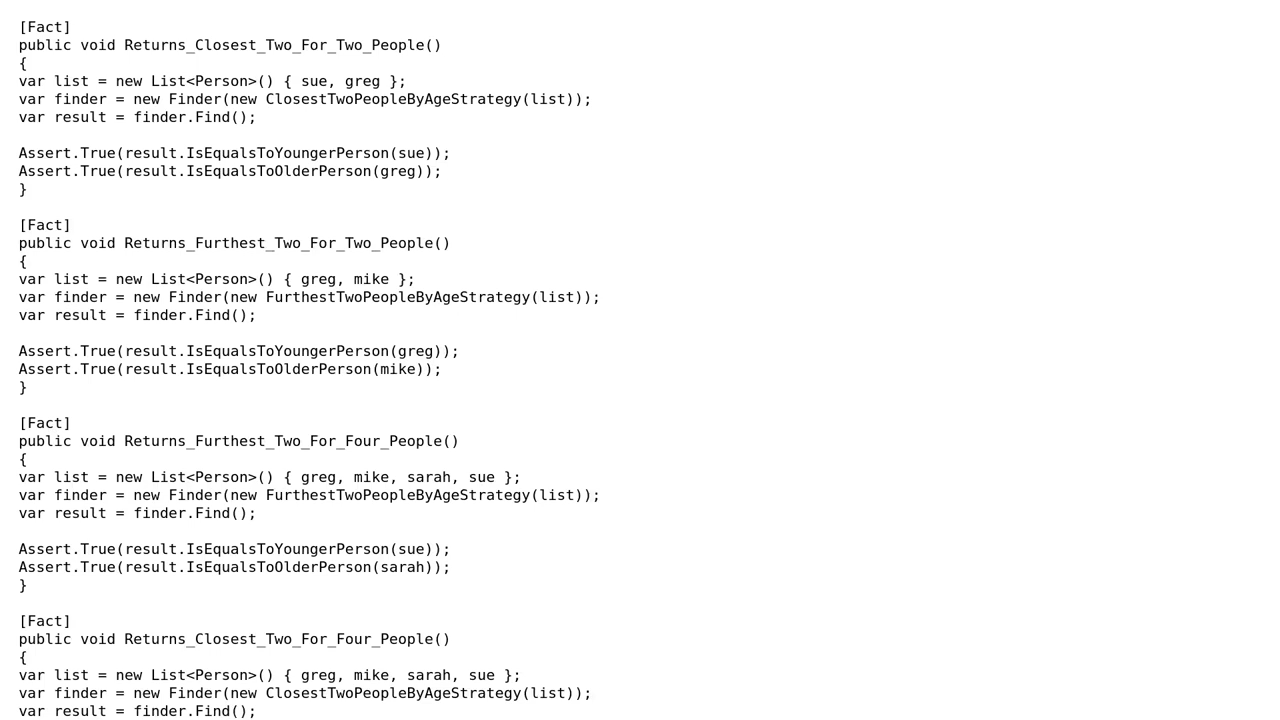 [Fact]
public void Returns_Closest_Two_For_Two_People()
{
var list = new List<Person>() { sue, greg };
var finder = new Finder(new ClosestTwoPeopleByAgeStrategy(list));
var result = finder.Find();

Assert.True(result.IsEqualsToYoungerPerson(sue));
Assert.True(result.IsEqualsToOlderPerson(greg));
}

[Fact]
public void Returns_Furthest_Two_For_Two_People()
{
var list = new List<Person>() { greg, mike };
var finder = new Finder(new FurthestTwoPeopleByAgeStrategy(list));
var result = finder.Find();

Assert.True(result.IsEqualsToYoungerPerson(greg));
Assert.True(result.IsEqualsToOlderPerson(mike));
}

[Fact]
public void Returns_Furthest_Two_For_Four_People()
{
var list = new List<Person>() { greg, mike, sarah, sue };
var finder = new Finder(new FurthestTwoPeopleByAgeStrategy(list));
var result = finder.Find();

Assert.True(result.IsEqualsToYoungerPerson(sue));
Assert.True(result.IsEqualsToOlderPerson(sarah));
}

[Fact]
public void Returns_Closest_Two_For_Four_People()
{
var list = new List<Person>() { greg, mike, sarah, sue };
var finder = new Finder(new ClosestTwoPeopleByAgeStrategy(list));
var result = finder.Find();